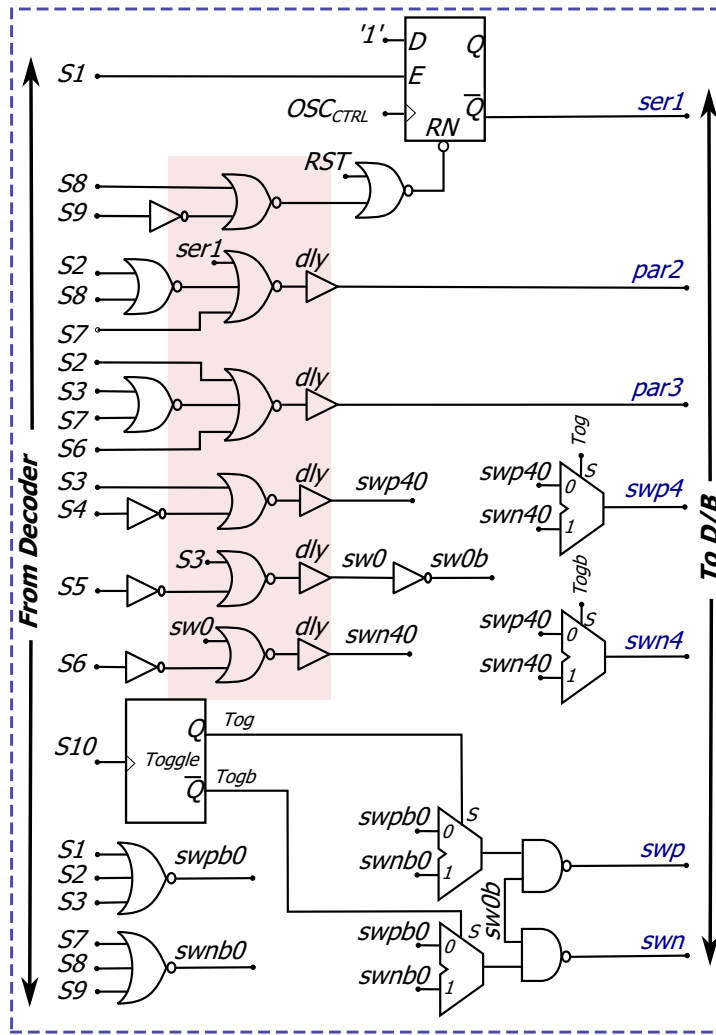 '1'
D
Q
S1
E
OSC_CTRL
Q̅
ser1
RN
RST
S8
S9
ser1
dly
S2
S8
par2
S7
S2
dly
S3
par3
S7
S6
Tog
S
S3
dly
swp40
swp40
0
swp4
S4
swn40
1
S3
dly
sw0
sw0b
Togb
S5
S
sw0
dly
swn40
swp40
0
swn4
S6
swn40
1
From Decoder
To D/B
Q
Tog
S10
Toggle
Q̅
Togb
S
swpb0
0
S1
swpb0
swnb0
1
swp
S2
S3
sw0b
S
S7
swpb0
0
S8
swnb0
swn
S9
swnb0
1